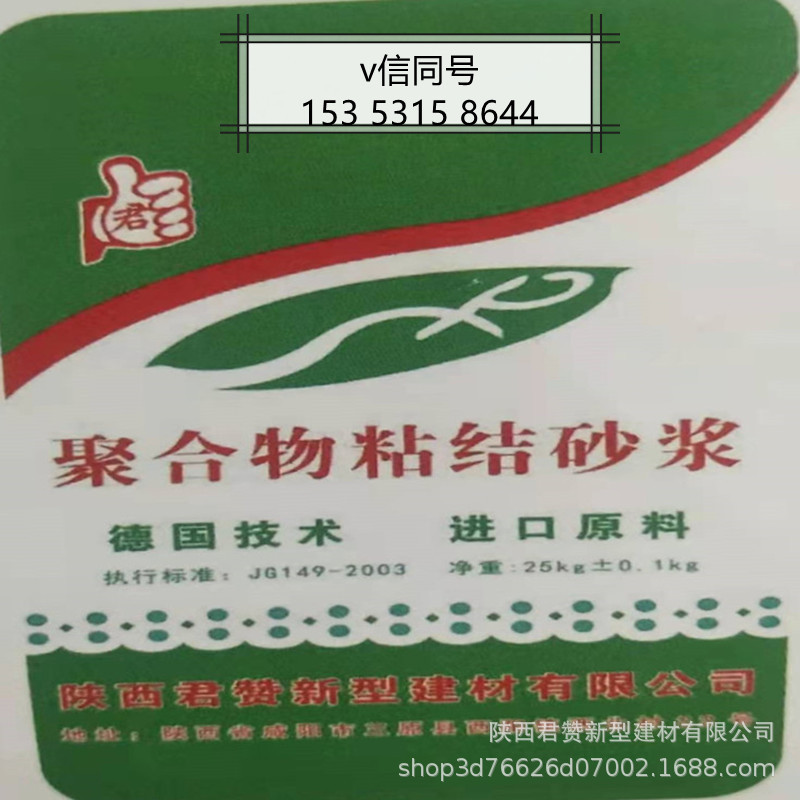 v信同号
153 5315 8644
君
聚合物粘结砂浆
德国技术 进口原料
执行标准：JG149-2003 净重:25kg±0.1kg
陕西君赞新型建材有限公司
地址：陕西省咸阳市三原县西
陕西君赞新型建材有限公司
shop3d76626d07002.1688.com